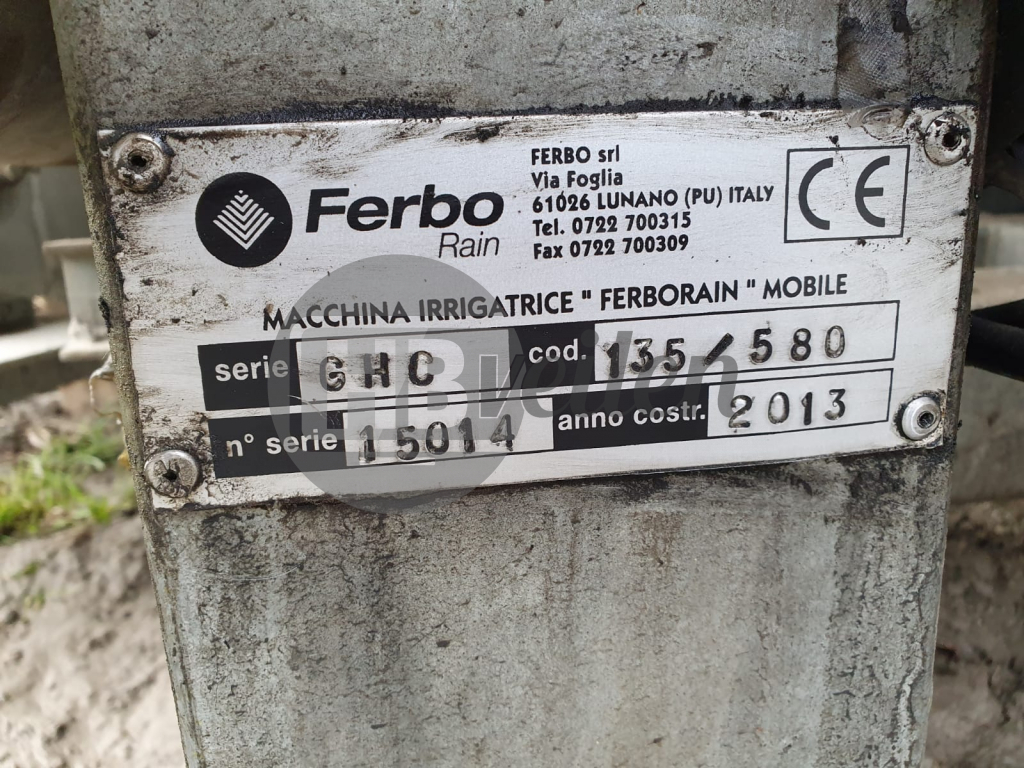 Ferbo
Rain
FERBO srl
Via Foglia
61026 LUNANO (PU) ITALY
Tel. 0722 700315
Fax 0722 700309
CE
MACCHINA IRRIGATRICE " FERBORAIN " MOBILE
serie GHC cod. 135/580
n° serie 15014 anno costr. 2013
HBveilen